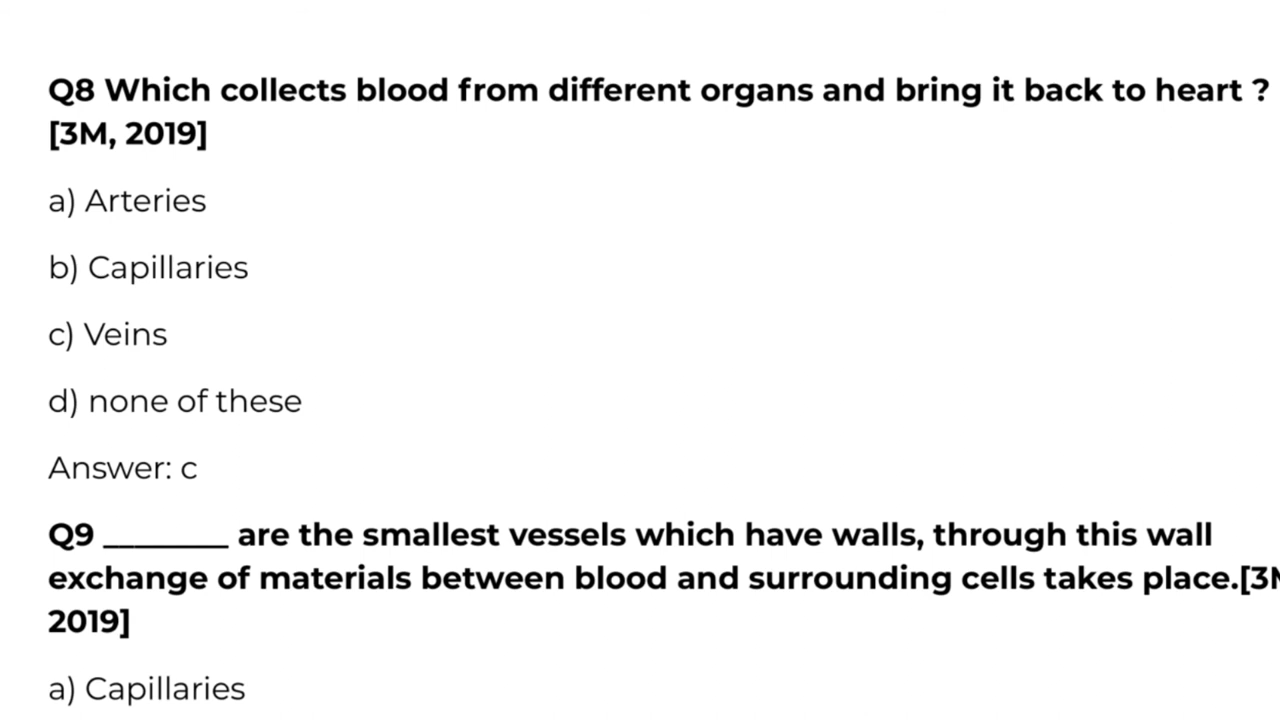 Q8 Which collects blood from different organs and bring it back to heart ?
[3M, 2019]
a) Arteries
b) Capillaries
c) Veins
d) none of these
Answer: c
Q9 ________ are the smallest vessels which have walls, through this wall
exchange of materials between blood and surrounding cells takes place.[3M
2019]
a) Capillaries